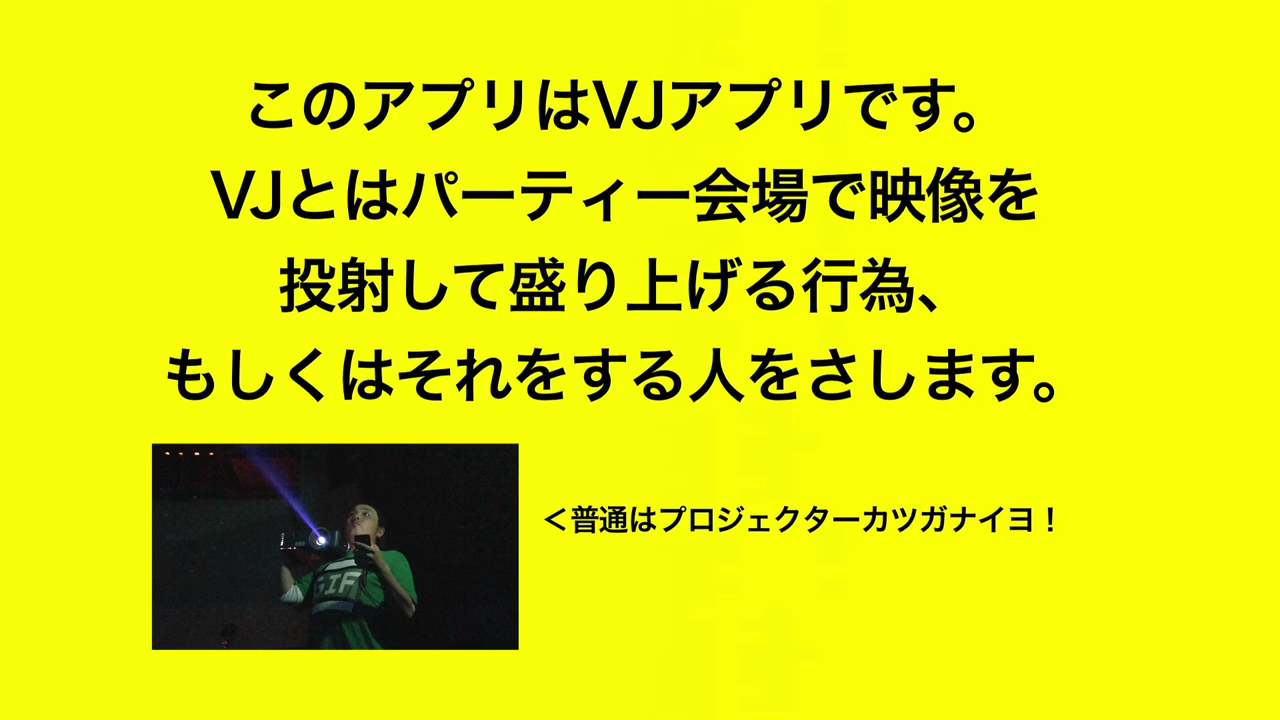 このアプリはVJアプリです。
VJとはパーティー会場で映像を
投射して盛り上げる行為、
もしくはそれをする人をさします。
＜普通はプロジェクターカツガナイヨ！
GIF